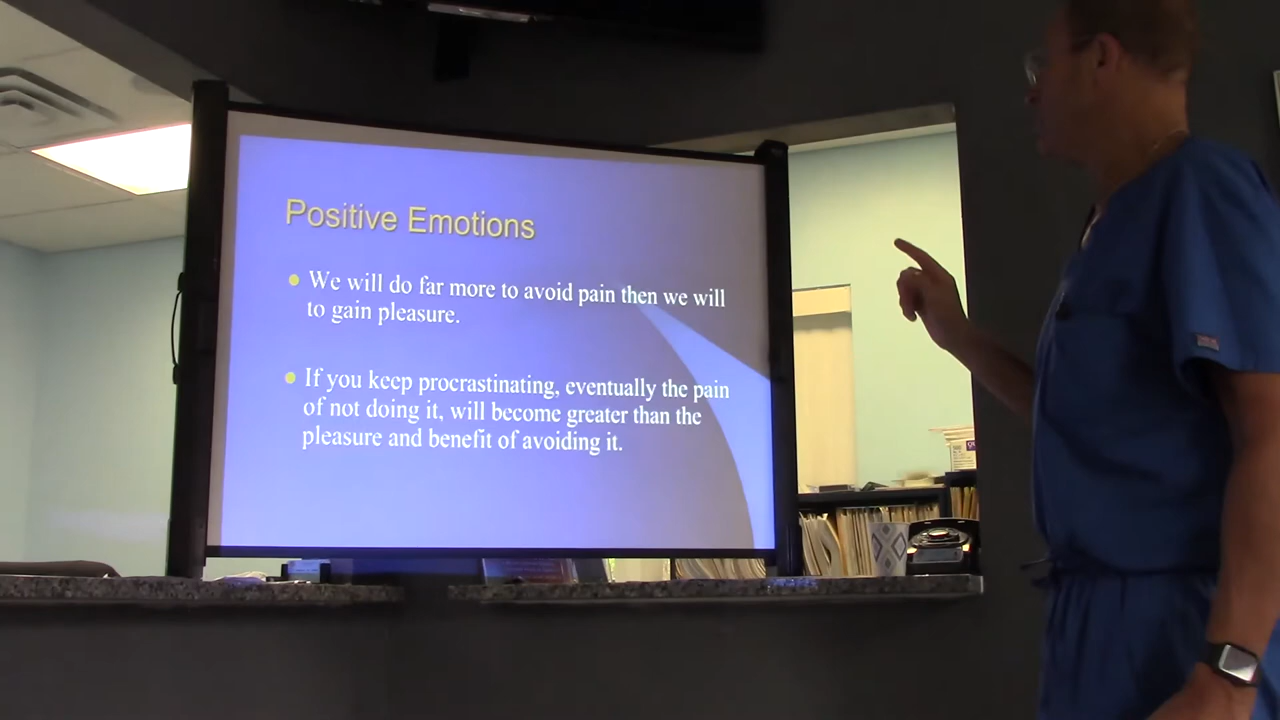 Positive Emotions
We will do far more to avoid pain then we will
to gain pleasure.
If you keep procrastinating, eventually the pain
of not doing it, will become greater than the
pleasure and benefit of avoiding it.